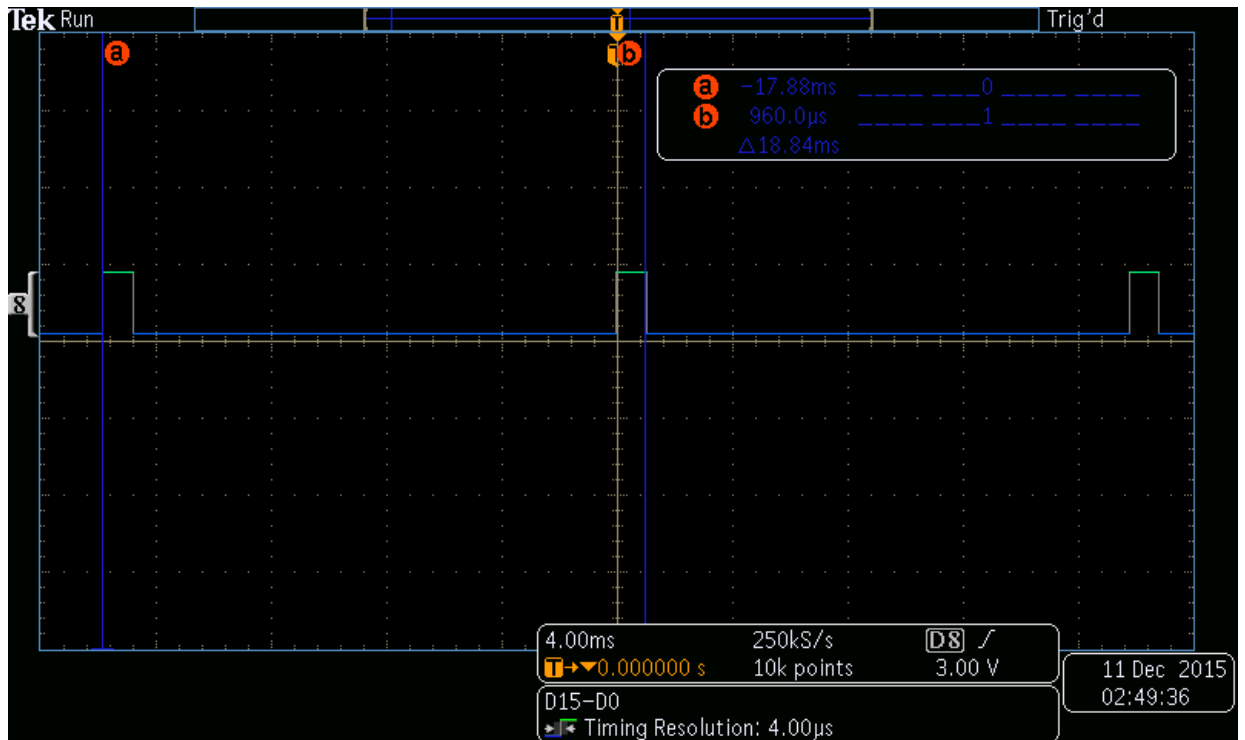 Tek Run T Trig'd
a T b
a -17.88ms ____ ___0 ____ ____
b 960.0µs ____ ___1 ____ ____
△18.84ms
8
4.00ms 250kS/s D8
T→▼0.000000 s 10k points 3.00 V
D15-D0
Timing Resolution: 4.00µs
11 Dec 2015
02:49:36